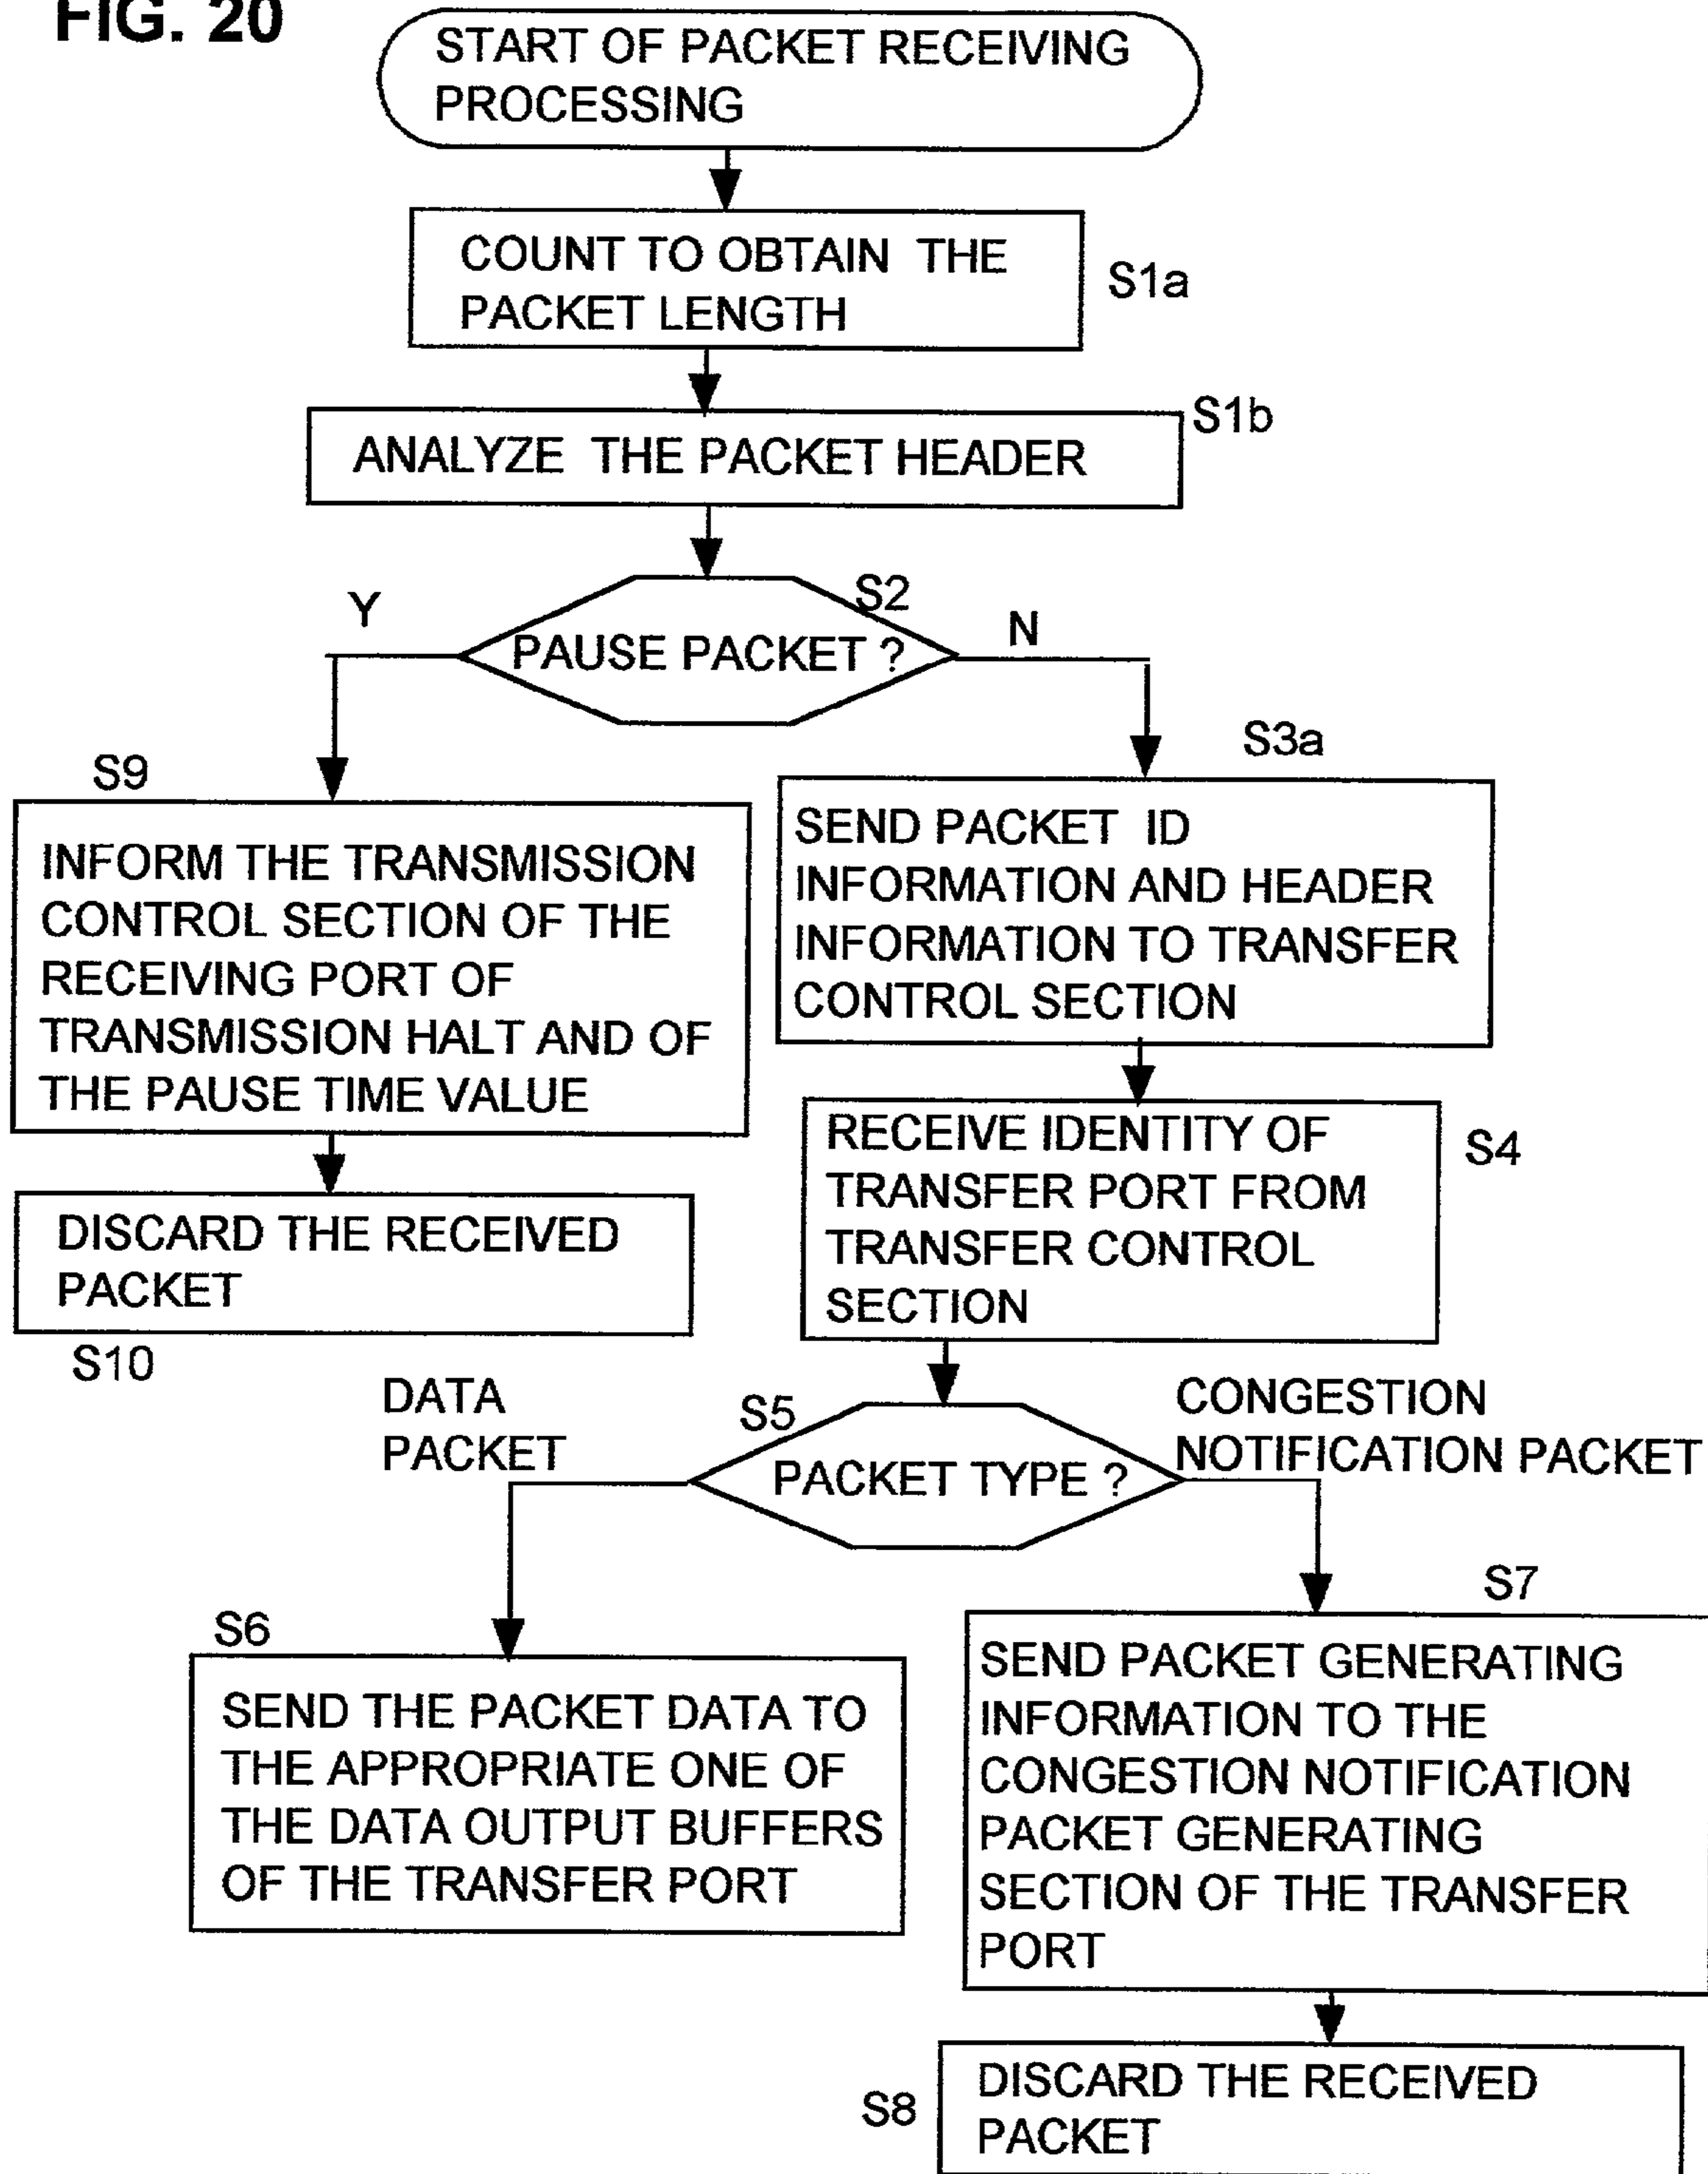 FIG. 20
START OF PACKET RECEIVING
PROCESSING
COUNT TO OBTAIN THE
PACKET LENGTH
S1a
S1b
ANALYZE THE PACKET HEADER
S2
Y
PAUSE PACKET ?
N
S9
S3a
INFORM THE TRANSMISSION
CONTROL SECTION OF THE
RECEIVING PORT OF
TRANSMISSION HALT AND OF
THE PAUSE TIME VALUE
SEND PACKET ID
INFORMATION AND HEADER
INFORMATION TO TRANSFER
CONTROL SECTION
RECEIVE IDENTITY OF
TRANSFER PORT FROM
TRANSFER CONTROL
SECTION
S4
DISCARD THE RECEIVED
PACKET
S10
DATA
PACKET
S5
PACKET TYPE ?
CONGESTION
NOTIFICATION PACKET
S6
SEND THE PACKET DATA TO
THE APPROPRIATE ONE OF
THE DATA OUTPUT BUFFERS
OF THE TRANSFER PORT
S7
SEND PACKET GENERATING
INFORMATION TO THE
CONGESTION NOTIFICATION
PACKET GENERATING
SECTION OF THE TRANSFER
PORT
S8
DISCARD THE RECEIVED
PACKET